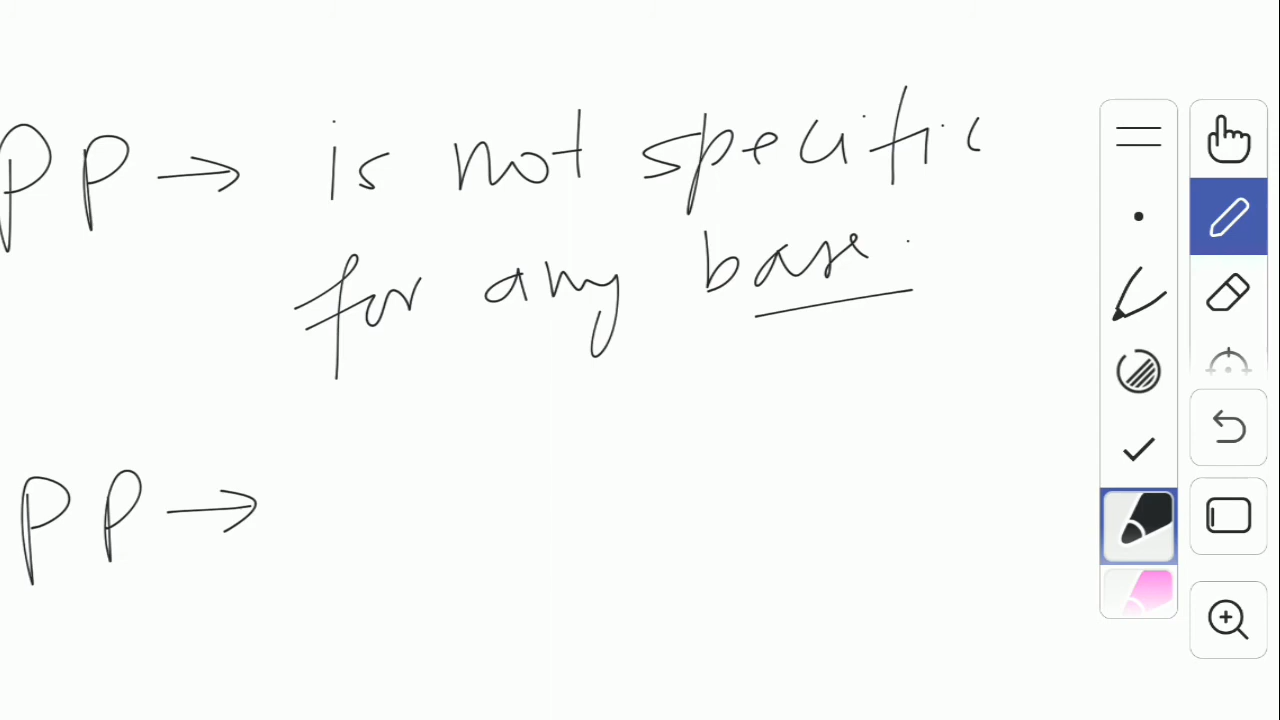 PP → is not specific
for any base.
PP →